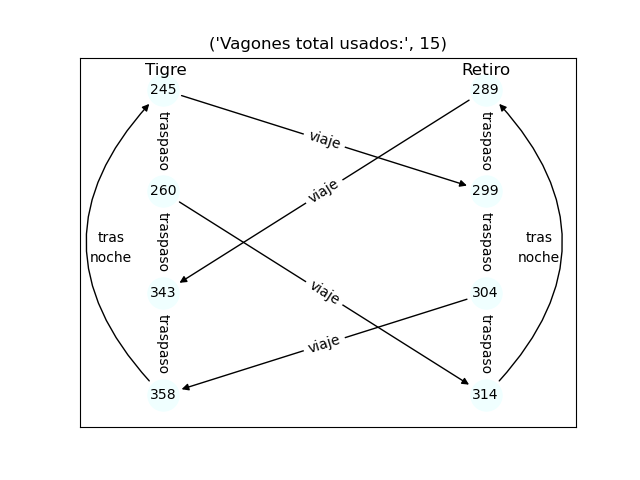 ('Vagones total usados:', 15)
Tigre
Retiro
245
289
traspaso
viaje
traspaso
260
viaje
299
traspaso
tras
noche
traspaso
tras
noche
343
viaje
304
traspaso
viaje
traspaso
358
314